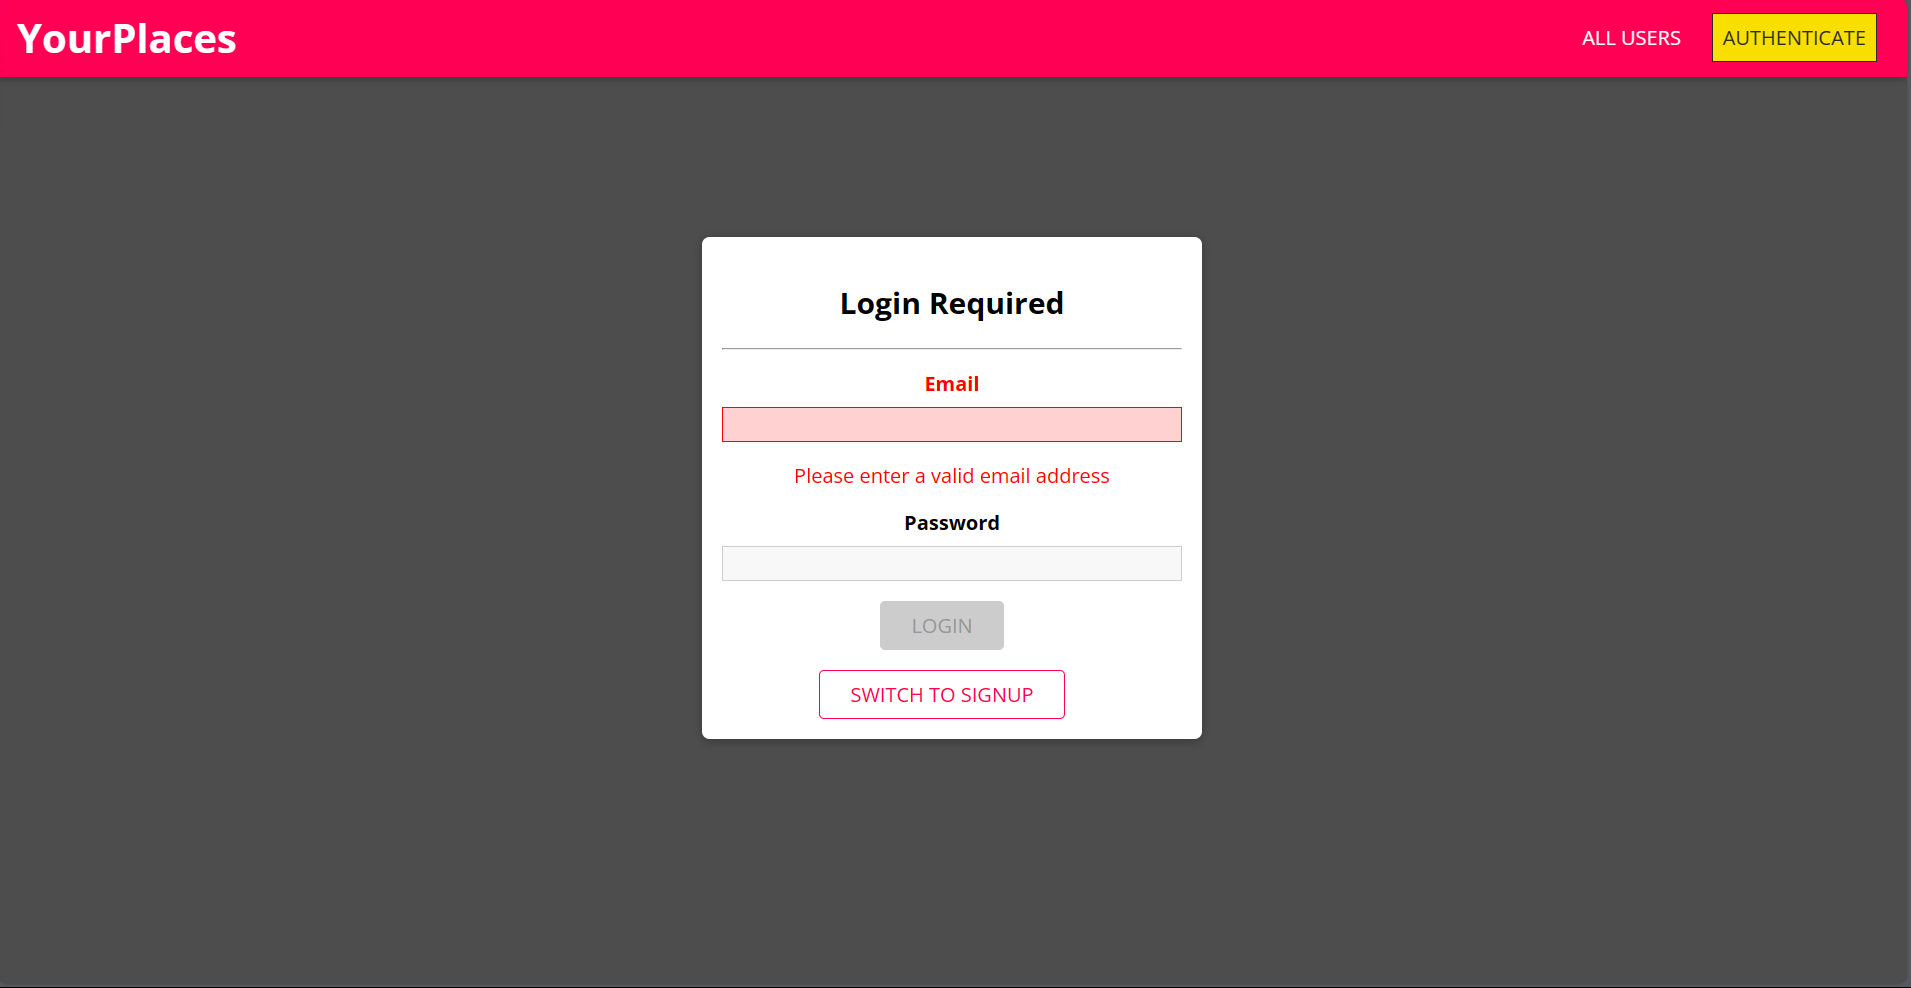 YourPlaces
ALL USERS
AUTHENTICATE
Login Required
Email
Please enter a valid email address
Password
LOGIN
SWITCH TO SIGNUP